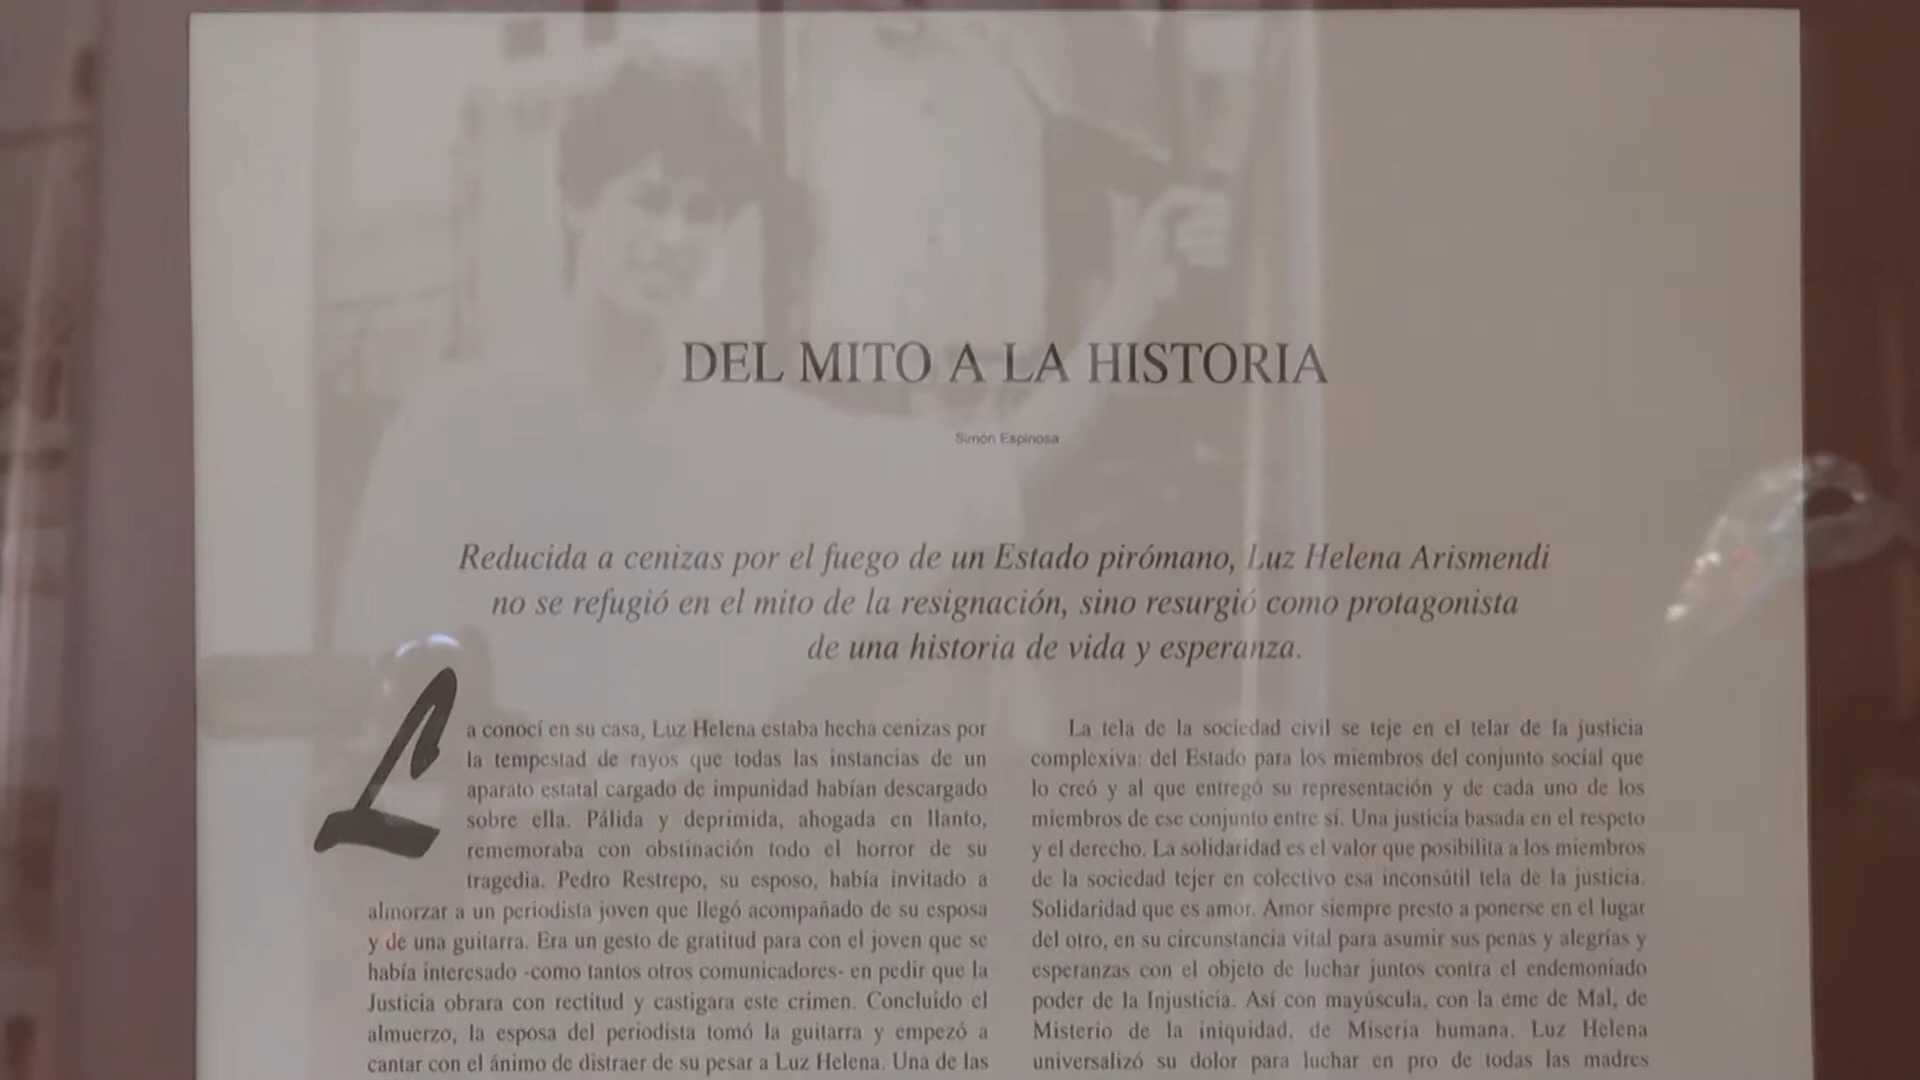 DEL MITO A LA HISTORIA
Simón Espinosa
Reducida a cenizas por el fuego de un Estado pirómano, Luz Helena Arismendi
no se refugió en el mito de la resignación, sino resurgió como protagonista
de una historia de vida y esperanza.
La conocí en su casa, Luz Helena estaba hecha cenizas por
la tempestad de rayos que todas las instancias de un
aparato estatal cargado de impunidad habían descargado
sobre ella. Pálida y deprimida, ahogada en llanto,
rememoraba con obstinación todo el horror de su
tragedia. Pedro Restrepo, su esposo, había invitado a
almorzar a un periodista joven que llegó acompañado de su esposa
y de una guitarra. Era un gesto de gratitud para con el joven que se
había interesado -como tantos otros comunicadores- en pedir que la
Justicia obrara con rectitud y castigara este crimen. Concluído el
almuerzo, la esposa del periodista tomó la guitarra y empezó a
cantar con el ánimo de distraer de su pesar a Luz Helena. Una de las
La tela de la sociedad civil se teje en el telar de la justicia
complexiva: del Estado para los miembros del conjunto social que
lo creó y al que entregó su representación y de cada uno de los
miembros de ese conjunto entre sí. Una justicia basada en el respeto
y el derecho. La solidaridad es el valor que posibilita a los miembros
de la sociedad tejer en colectivo esa inconsútil tela de la justicia.
Solidaridad que es amor. Amor siempre presto a ponerse en el lugar
del otro, en su circunstancia vital para asumir sus penas y alegrías y
esperanzas con el objeto de luchar juntos contra el endemoniado
poder de la Injusticia. Así con mayúscula, con la eme de Mal, de
Misterio de la iniquidad, de Miseria humana. Luz Helena
universalizó su dolor para luchar en pro de todas las madres